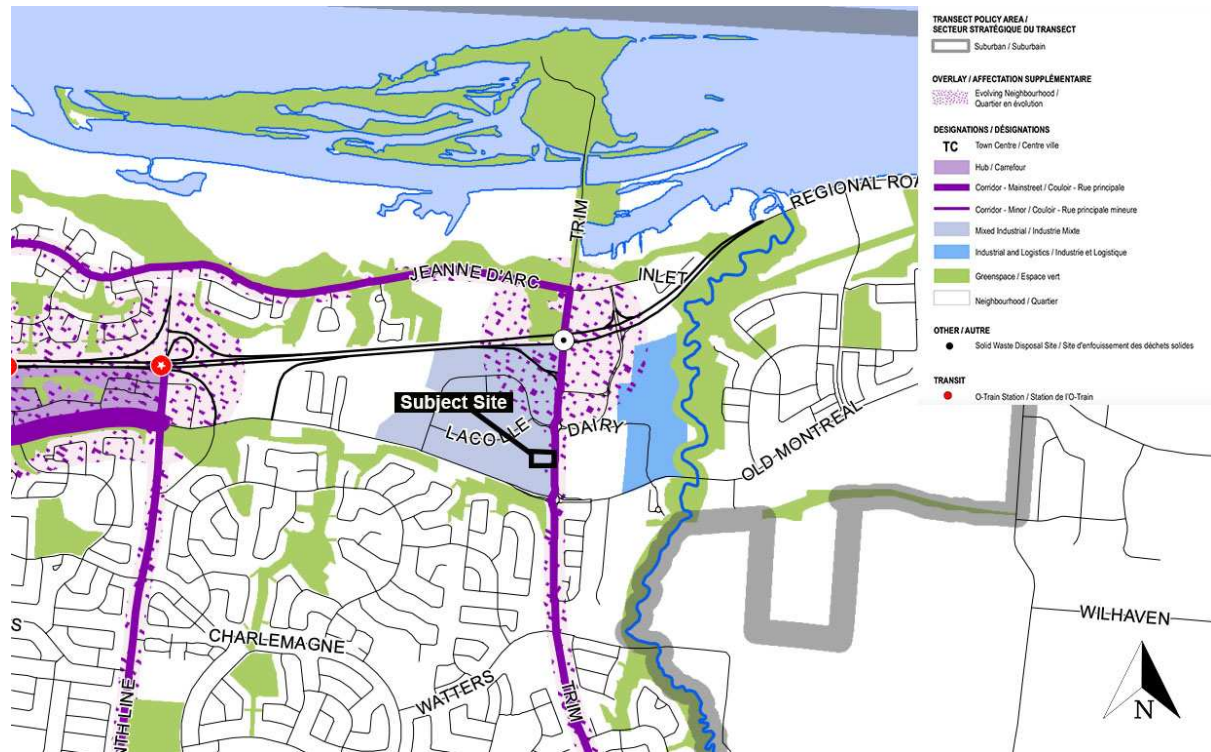 TRIM
REGIONAL ROA
JEANNE D'ARC
INLET
Subject Site
LACOLLE
DAIRY
OLD MONTREAL
WILHAVEN
S
CHARLEMAGNE
WATTERS
NTH LINE
TRIM
N
TRANSECT POLICY AREA /
SECTEUR STRATÉGIQUE DU TRANSECT
Suburban / Suburbain
OVERLAY / AFFECTATION SUPPLÉMENTAIRE
Evolving Neighbourhood /
Quartier en évolution
DESIGNATIONS / DÉSIGNATIONS
TC Town Centre / Centre ville
Hub / Carrefour
Corridor - Mainstreet / Couloir - Rue principale
Corridor - Minor / Couloir - Rue principale mineure
Mixed Industrial / Industrie Mixte
Industrial and Logistics / Industrie et Logistique
Greenspace / Espace vert
Neighbourhood / Quartier
OTHER / AUTRE
Solid Waste Disposal Site / Site d'enfouissement des déchets solides
TRANSIT
O-Train Station / Station de l'O-Train